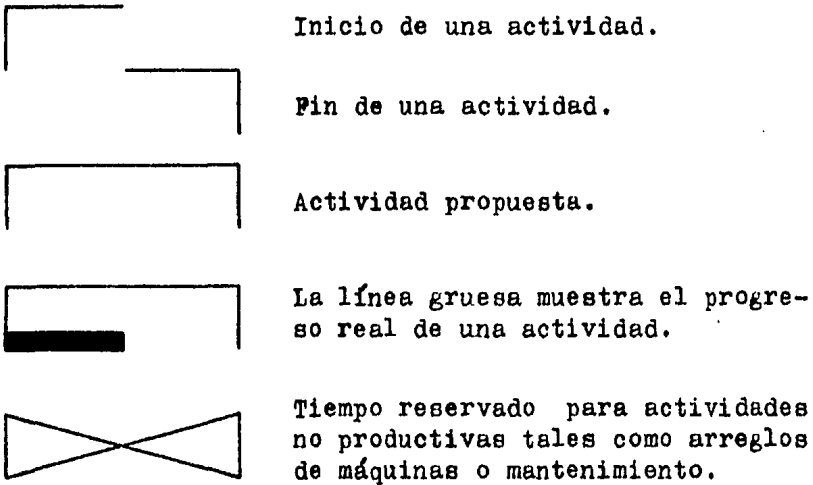 Inicio de una actividad.
Fin de una actividad.
Actividad propuesta.
La línea gruesa muestra el progre-
so real de una actividad.
Tiempo reservado para actividades
no productivas tales como arreglos
de máquinas o mantenimiento.